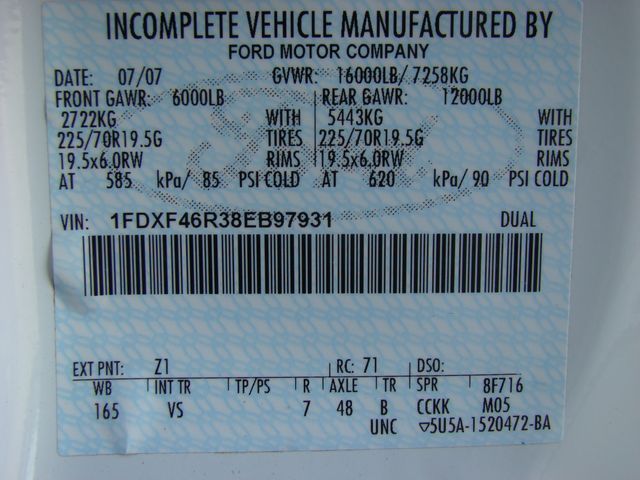 INCOMPLETE VEHICLE MANUFACTURED BY
FORD MOTOR COMPANY
DATE: 07/07 GVWR: 16000LB/ 7258KG
FRONT GAWR: 6000LB REAR GAWR: 12000LB
2722KG WITH 5443KG WITH
225/70R19.5G TIRES 225/70R19.5G TIRES
19.5x6.0RW RIMS 19.5x6.0RW RIMS
AT 585 kPa/ 85 PSI COLD AT 620 kPa/ 90 PSI COLD
VIN: 1FDXF46R38EB97931 DUAL
EXT PNT: Z1 RC: 71 DSO:
WB INT TR TP/PS R AXLE TR SPR 8F716
165 VS 7 48 B CCKK M05
UNC ▽5U5A-1520472-BA